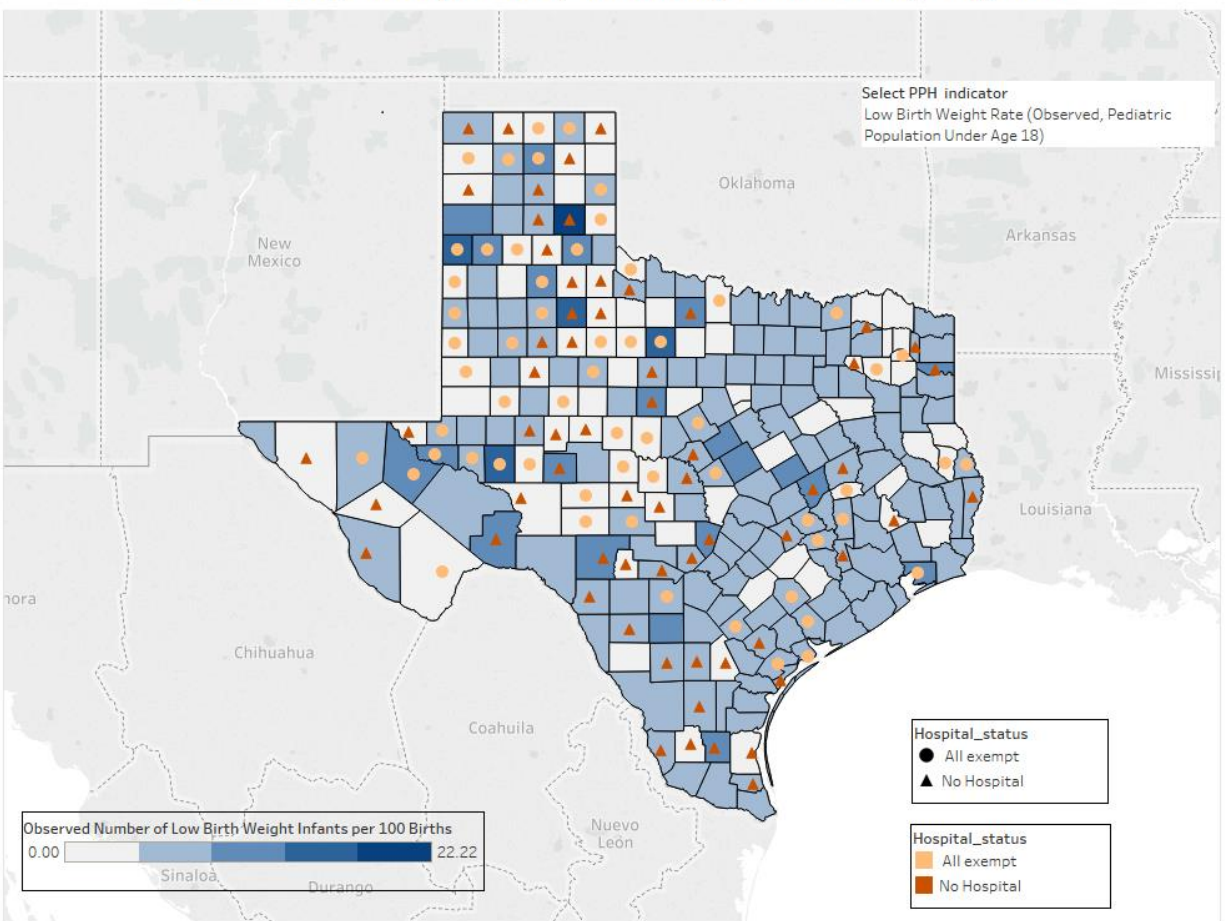 Select PPH indicator
Low Birth Weight Rate (Observed, Pediatric
Population Under Age 18)
Oklahoma
New
Mexico
Arkansas
Mississip
Louisiana
nora
Chihuahua
Coahuila
Hospital_status
All exempt
No Hospital
Observed Number of Low Birth Weight Infants per 100 Births
0.00 22.22
Nuevo
León
Sinaloa
Durango
Hospital_status
All exempt
No Hospital